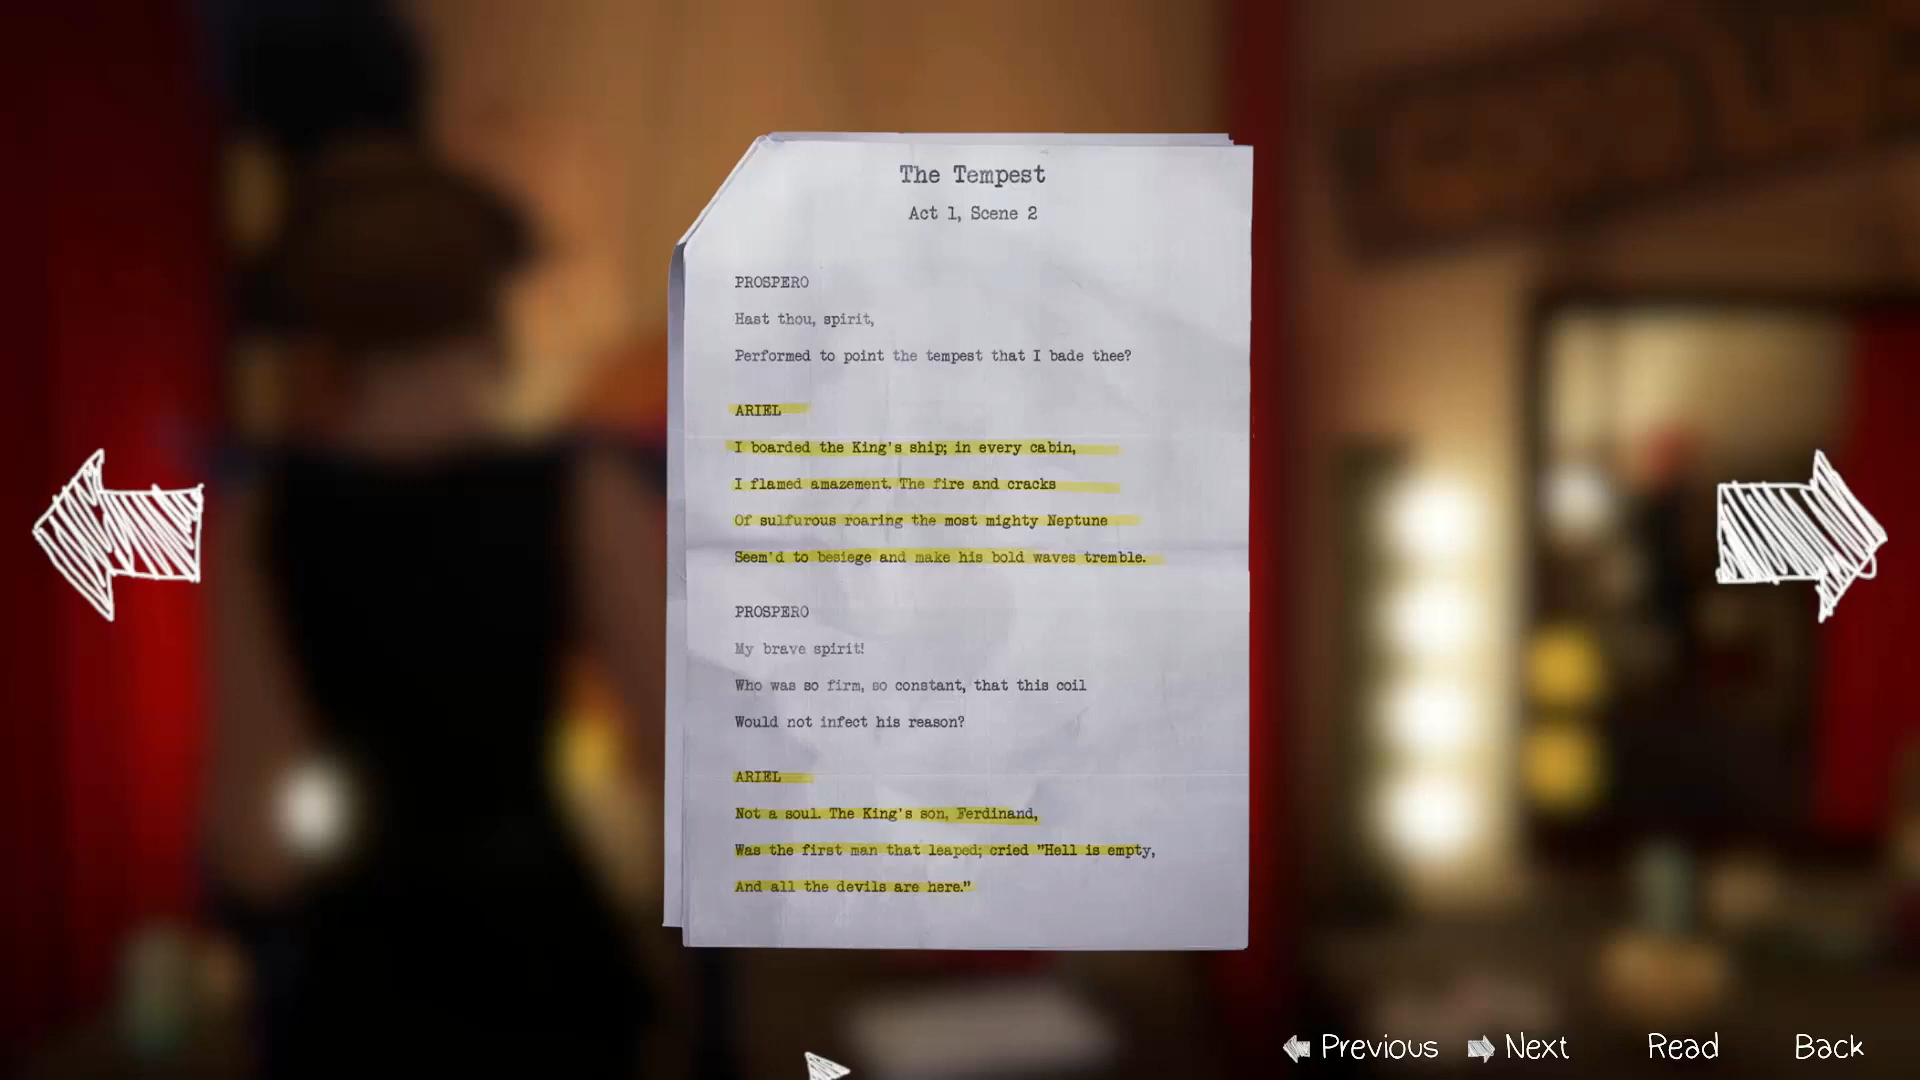 The Tempest
Act 1, Scene 2
PROSPERO
Hast thou, spirit,
Performed to point the tempest that I bade thee?
ARIEL
I boarded the King's ship; in every cabin,
I flamed amazement. The fire and cracks
Of sulfurous roaring the most mighty Neptune
Seem'd to besiege and make his bold waves tremble.
PROSPERO
My brave spirit!
Who was so firm, so constant, that this coil
Would not infect his reason?
ARIEL
Not a soul. The King's son, Ferdinand,
Was the first man that leaped; cried "Hell is empty,
And all the devils are here."
Previous Next Read Back